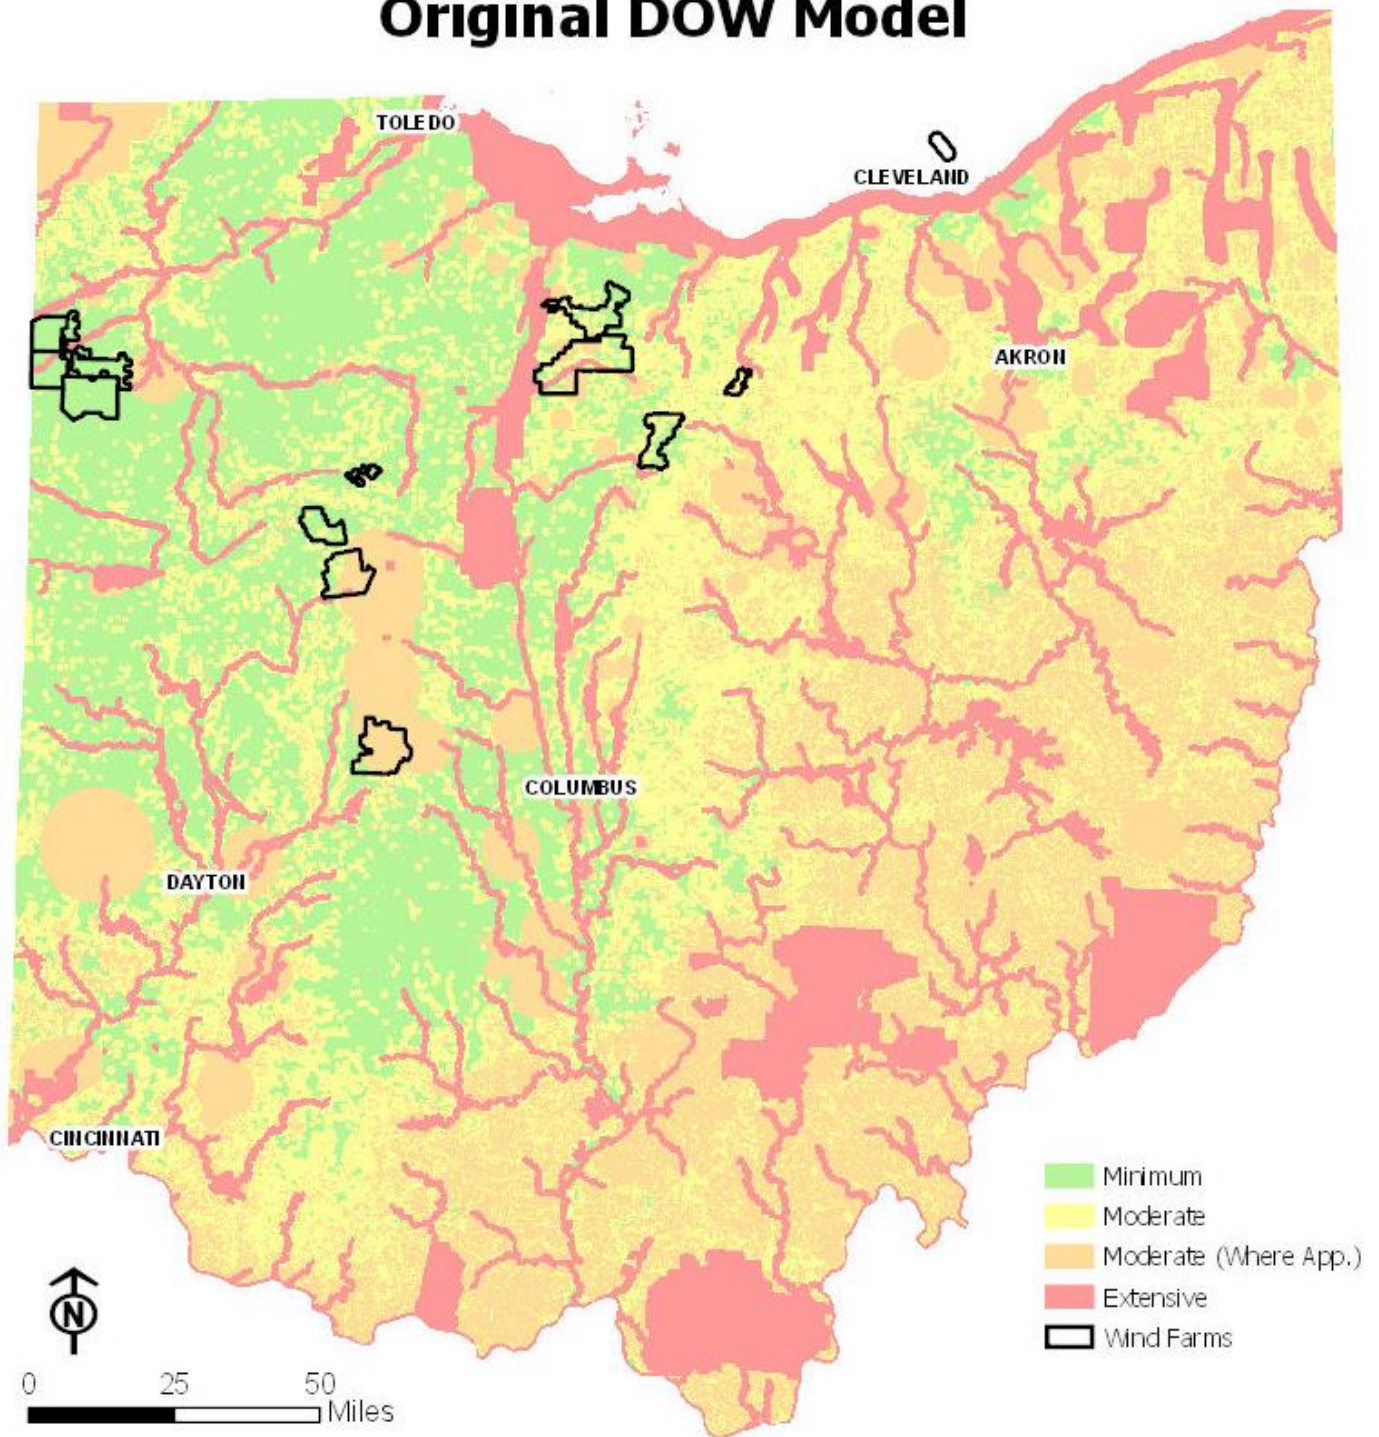 Original DOW Model
TOLEDO
CLEVELAND
AKRON
COLUMBUS
DAYTON
CINCINNATI
Minimum
Moderate
Moderate (Where App.)
Extensive
Wind Farms
N
0 25 50
Miles